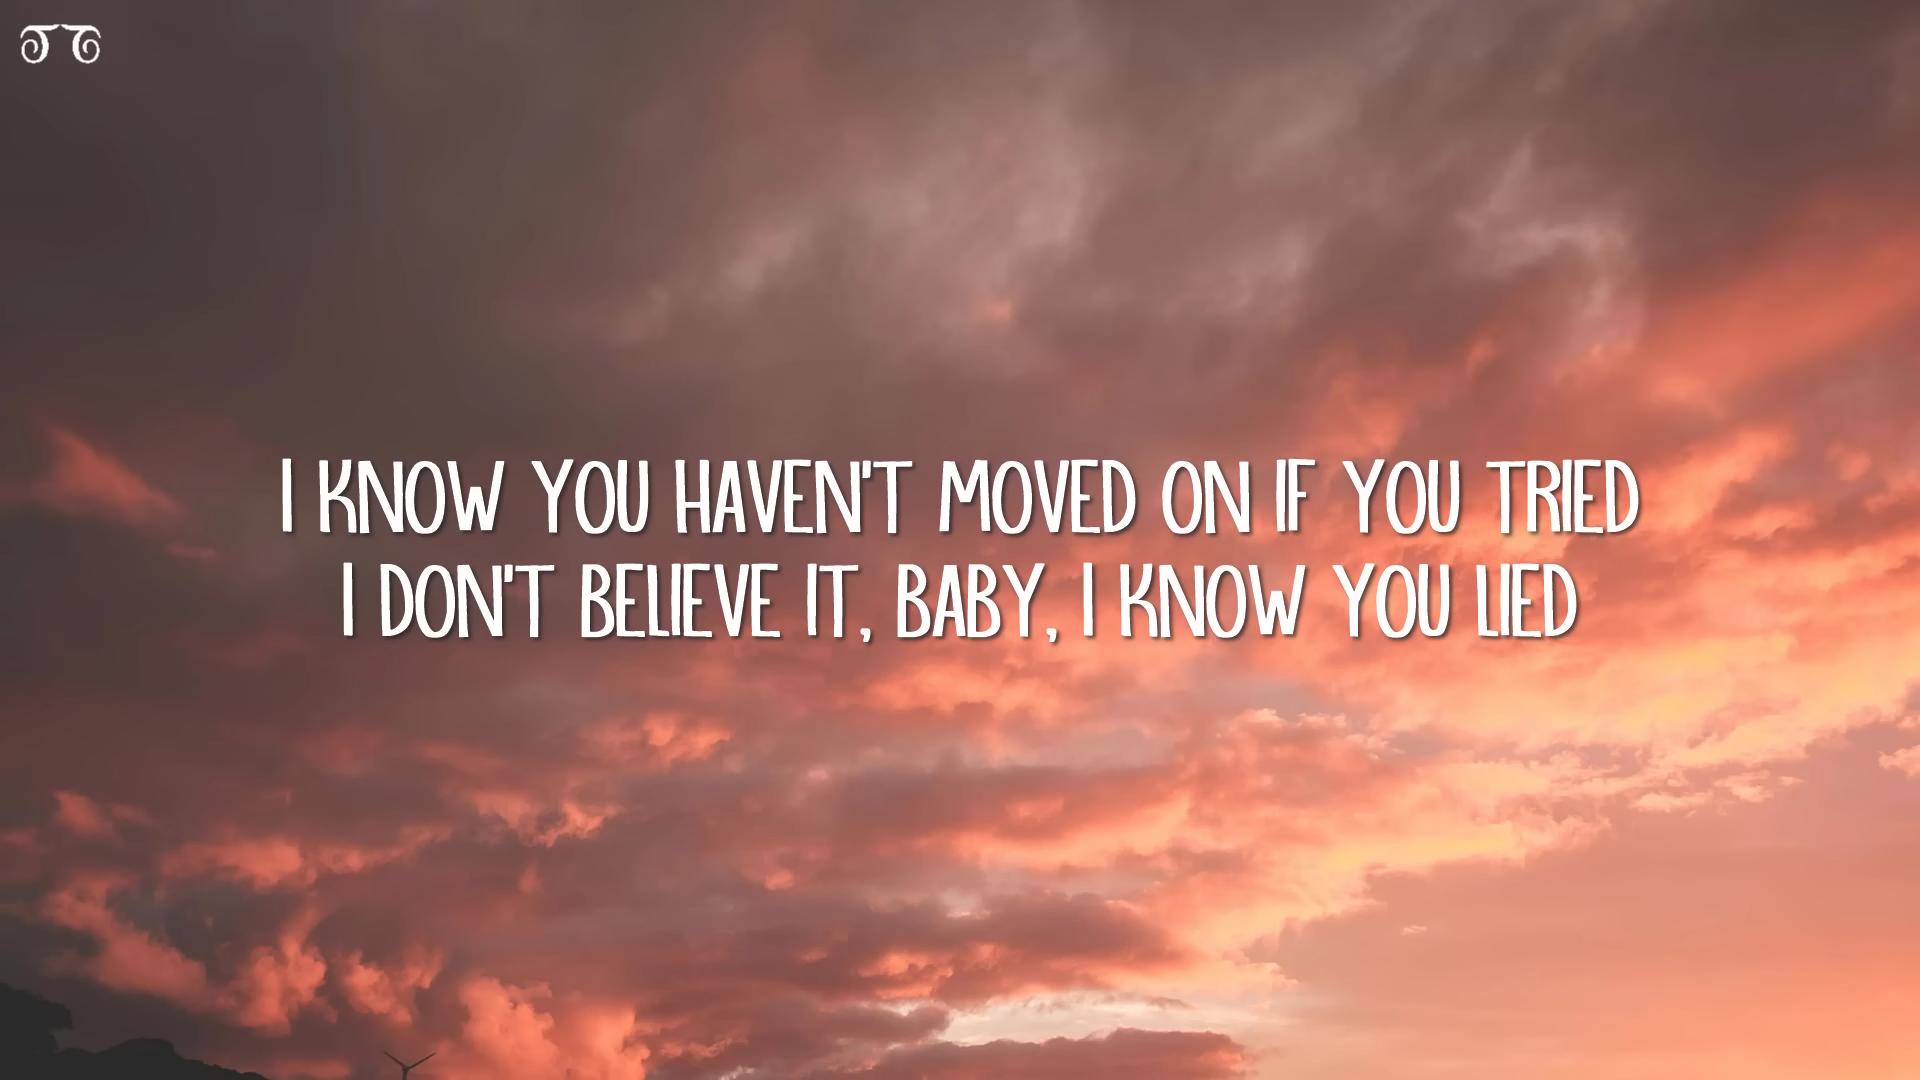 I KNOW YOU HAVEN'T MOVED ON IF YOU TRIED
I DON'T BELIEVE IT, BABY, I KNOW YOU LIED